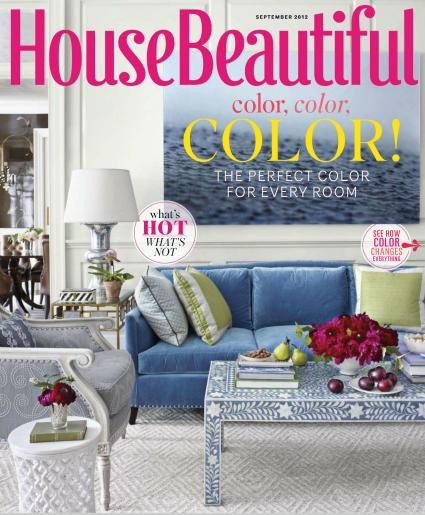 SEPTEMBER 2012
HouseBeautiful
color, color,
COLOR!
THE PERFECT COLOR
FOR EVERY ROOM
what's
HOT
WHAT'S
NOT
SEE HOW
COLOR
CHANGES
EVERYTHING